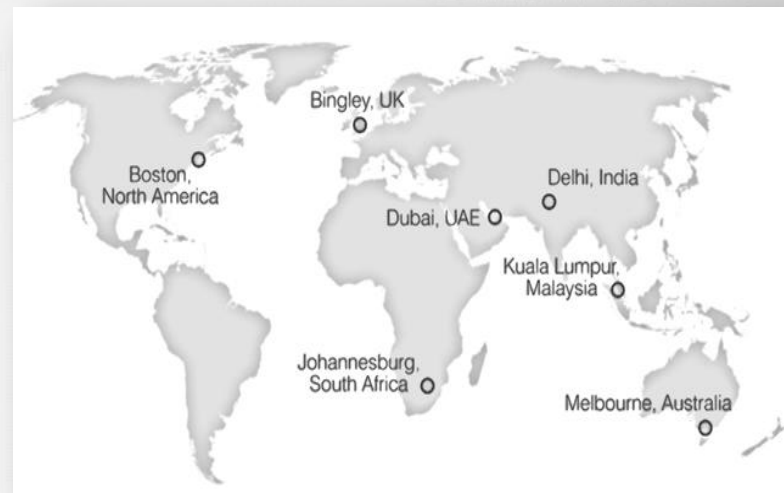 Bingley, UK
Boston,
North America
Delhi, India
Dubai, UAE
Kuala Lumpur,
Malaysia
Johannesburg,
South Africa
Melbourne, Australia